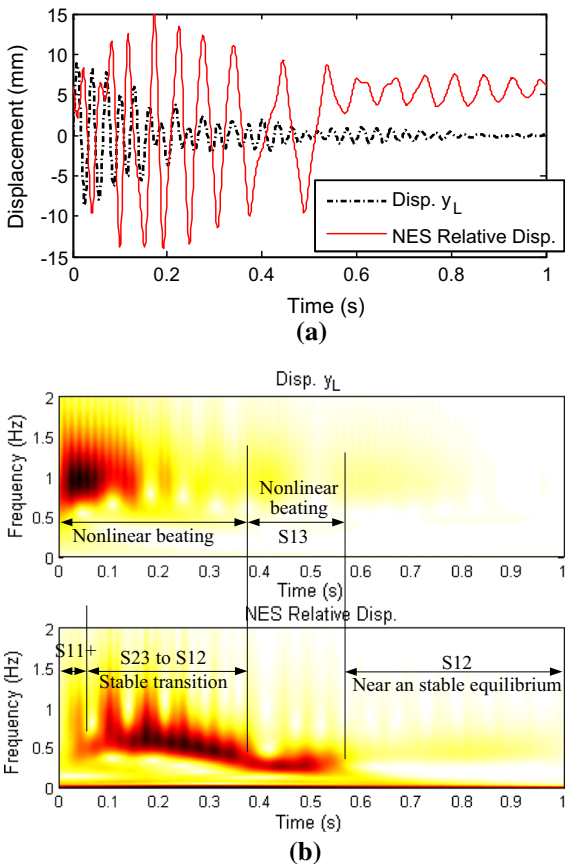 15
10
5
0
-5
-10
-15
Displacement (mm)
Disp. y_L
NES Relative Disp.
0 0.2 0.4 0.6 0.8 1
Time (s)
(a)
Disp. y_L
2
1.5
1
0.5
0
Frequency (Hz)
Nonlinear beating
Nonlinear
beating
S13
0 0.1 0.2 0.3 0.4 0.5 0.6 0.7 0.8 0.9 1
Time (s)
NES Relative Disp.
2
1.5
1
0.5
0
Frequency (Hz)
S11+
S23 to S12
Stable transition
S12
Near an stable equilibrium
0 0.1 0.2 0.3 0.4 0.5 0.6 0.7 0.8 0.9 1
Time (s)
(b)